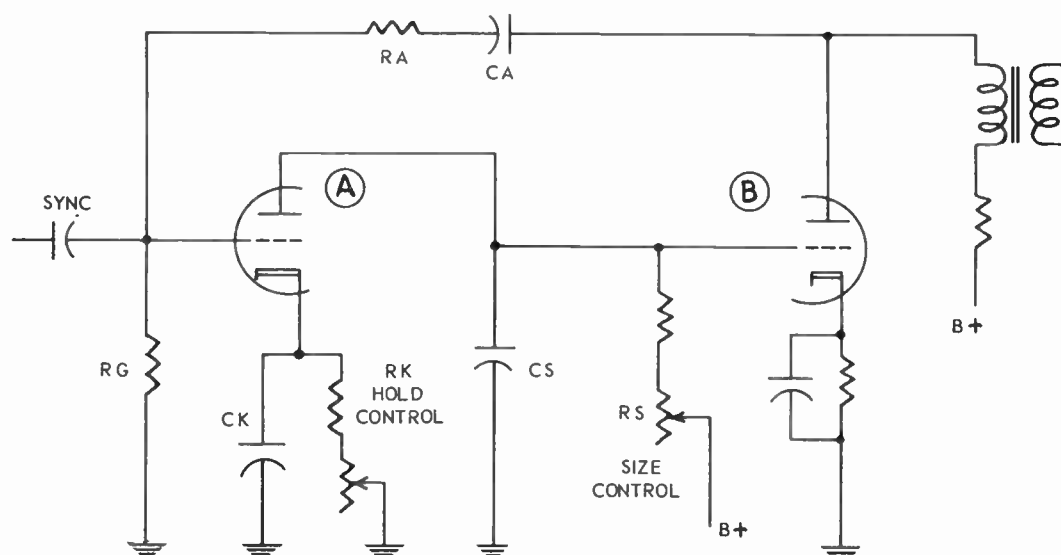 RA
CA
A
B
SYNC
RG
CK
RK
HOLD
CONTROL
CS
RS
SIZE
CONTROL
B+
B+